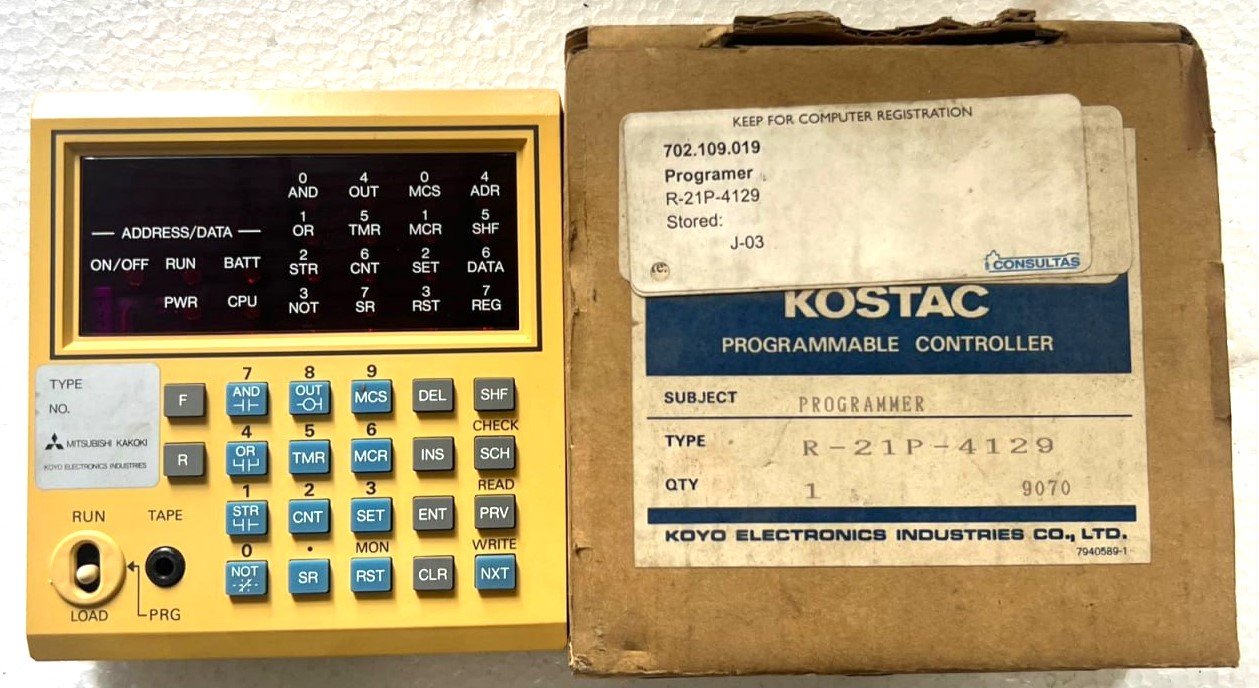 0 4 0 4
AND OUT MCS ADR
1 5 1 5
ADDRESS/DATA OR TMR MCR SHF
ON/OFF RUN BATT 2 6 2 6
STR CNT SET DATA
3 7 3 7
PWR CPU NOT SR RST REG
TYPE
NO.
MITSUBISHI KAKOKI
KOYO ELECTRONICS INDUSTRIES
7 8 9
F AND OUT MCS DEL SHF
4 5 6 CHECK
R OR TMR MCR INS SCH
1 2 3 READ
STR CNT SET ENT PRV
0 • MON WRITE
NOT SR RST CLR NXT
RUN TAPE
LOAD PRG
KEEP FOR COMPUTER REGISTRATION
702.109.019
Programer
R-21P-4129
Stored:
J-03
CONSULTAS
KOSTAC
PROGRAMMABLE CONTROLLER
SUBJECT PROGRAMMER
TYPE R-21P-4129
QTY 1 9070
KOYO ELECTRONICS INDUSTRIES CO., LTD.
7940589-1